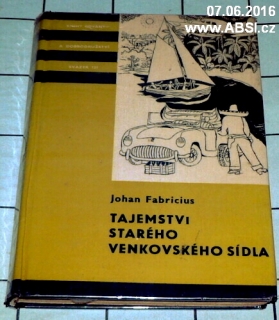 07.06.2016
www.ABSi.cz
Johan Fabricius
TAJEMSTVÍ
STARÉHO
VENKOVSKÉHO SÍDLA